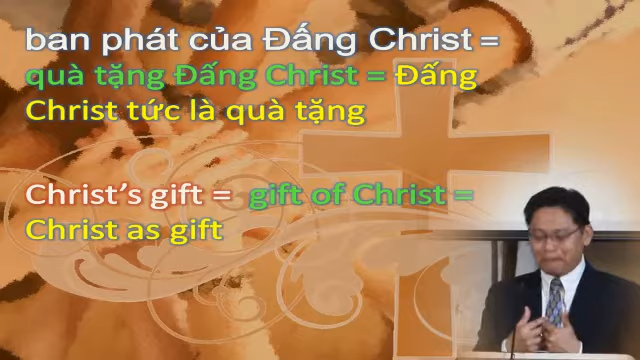 ban phát của Đấng Christ =
quà tặng Đấng Christ = Đấng
Christ tức là quà tặng
Christ's gift = gift of Christ =
Christ as gift